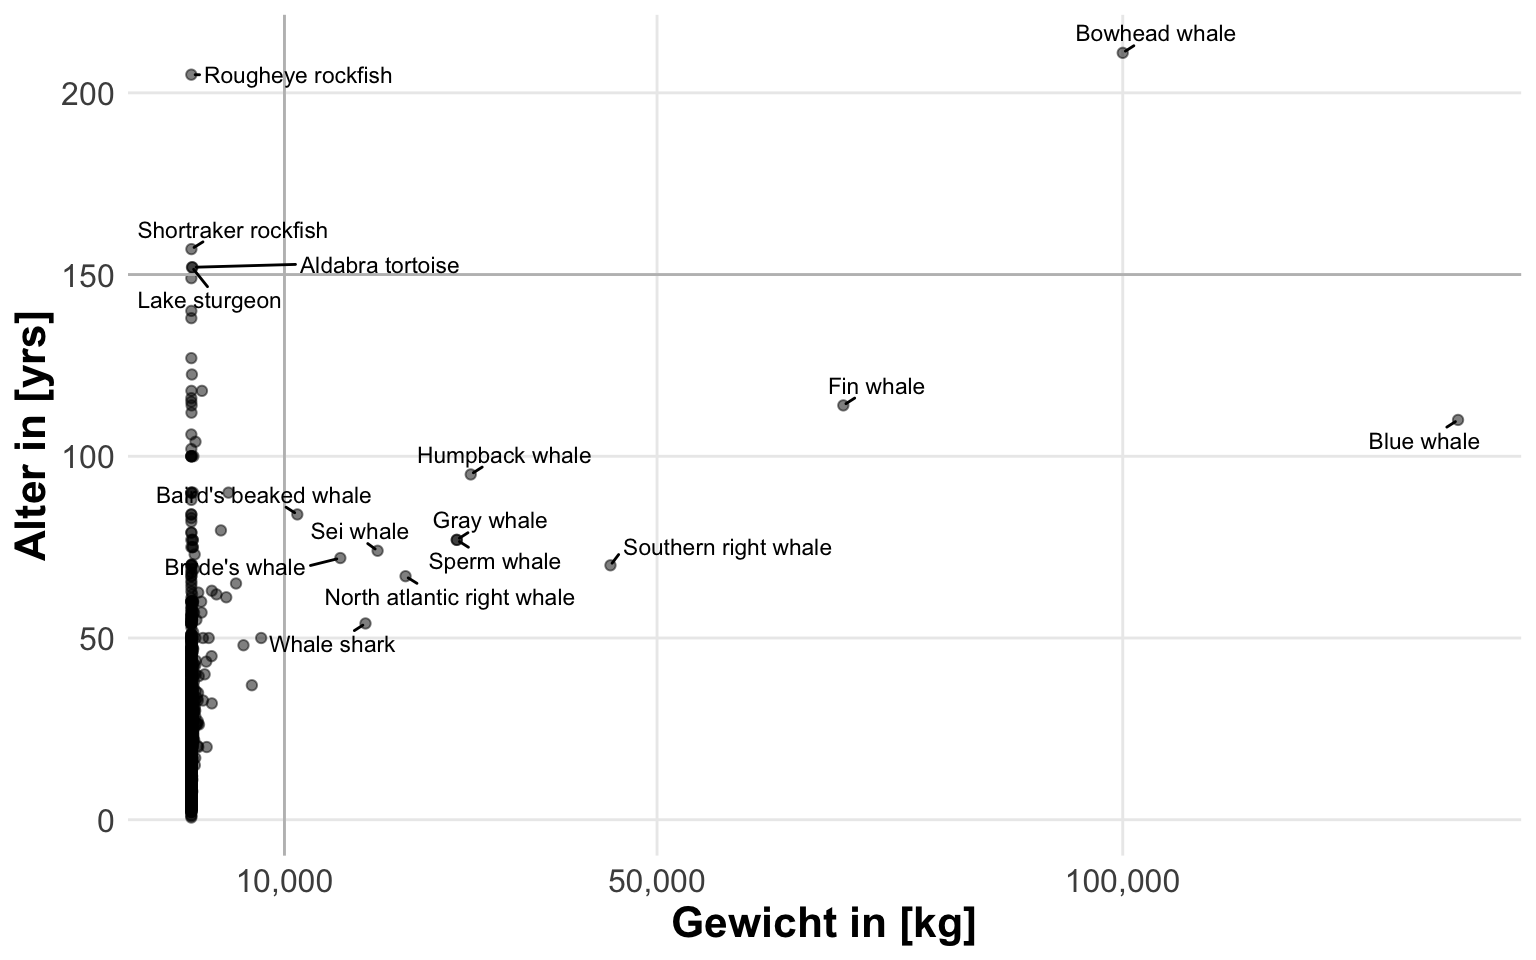 Bowhead whale
Rougheye rockfish
200
Shortraker rockfish
Aldabra tortoise
150
Lake sturgeon
Fin whale
Blue whale
Humpback whale
100
Baird's beaked whale
Gray whale
Sei whale
Southern right whale
Sperm whale
Bryde's whale
North atlantic right whale
50
Whale shark
0
Alter in [yrs]
10,000
50,000
100,000
Gewicht in [kg]